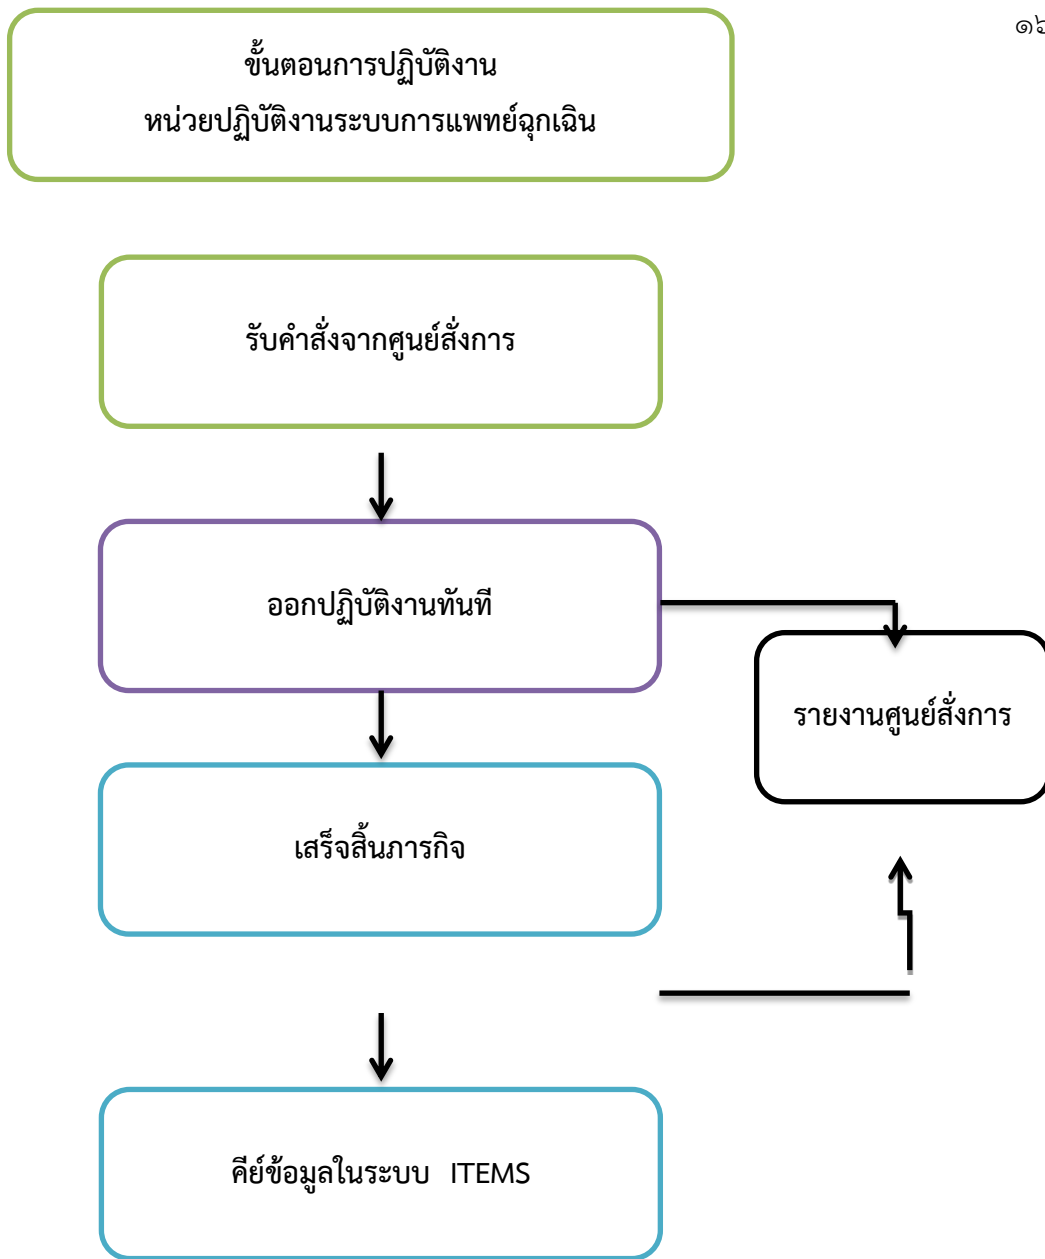 ๑๖
ขั้นตอนการปฏิบัติงาน
หน่วยปฏิบัติงานระบบการแพทย์ฉุกเฉิน
รับคำสั่งจากศูนย์สั่งการ
ออกปฏิบัติงานทันที
รายงานศูนย์สั่งการ
เสร็จสิ้นภารกิจ
คีย์ข้อมูลในระบบ ITEMS